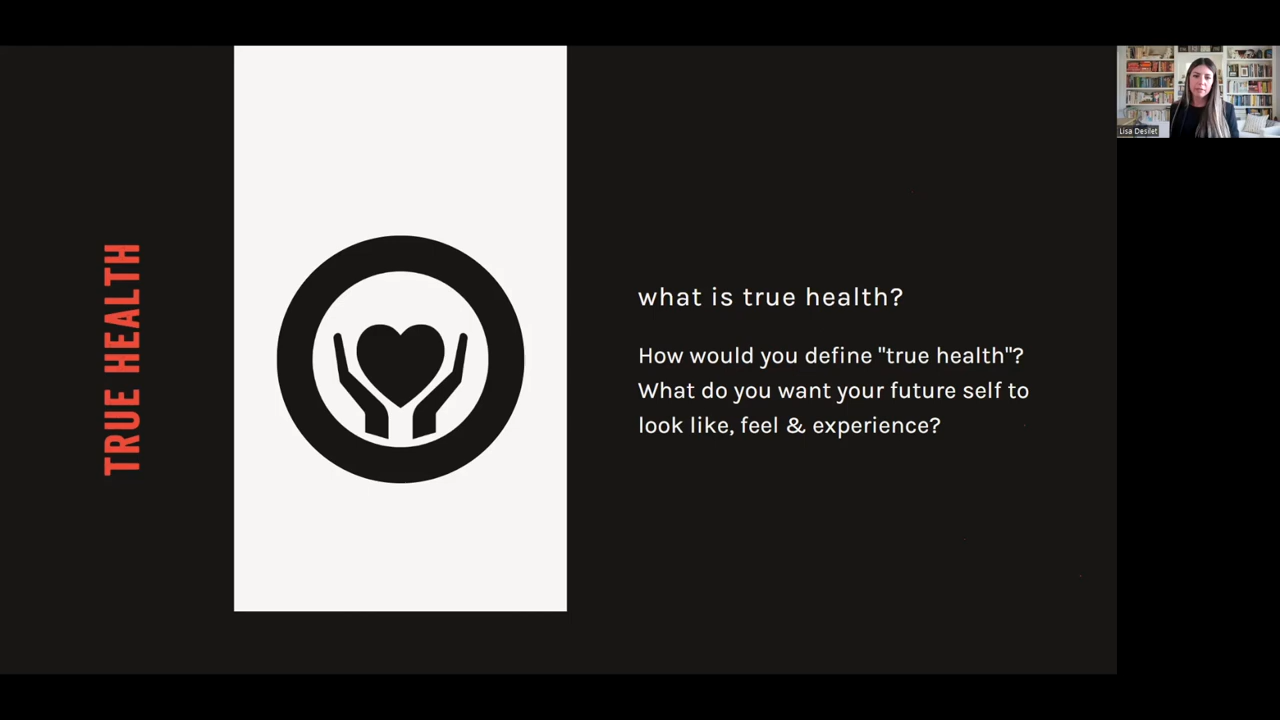 TRUE HEALTH
what is true health?
How would you define "true health"?
What do you want your future self to
look like, feel & experience?
Lisa Desilet